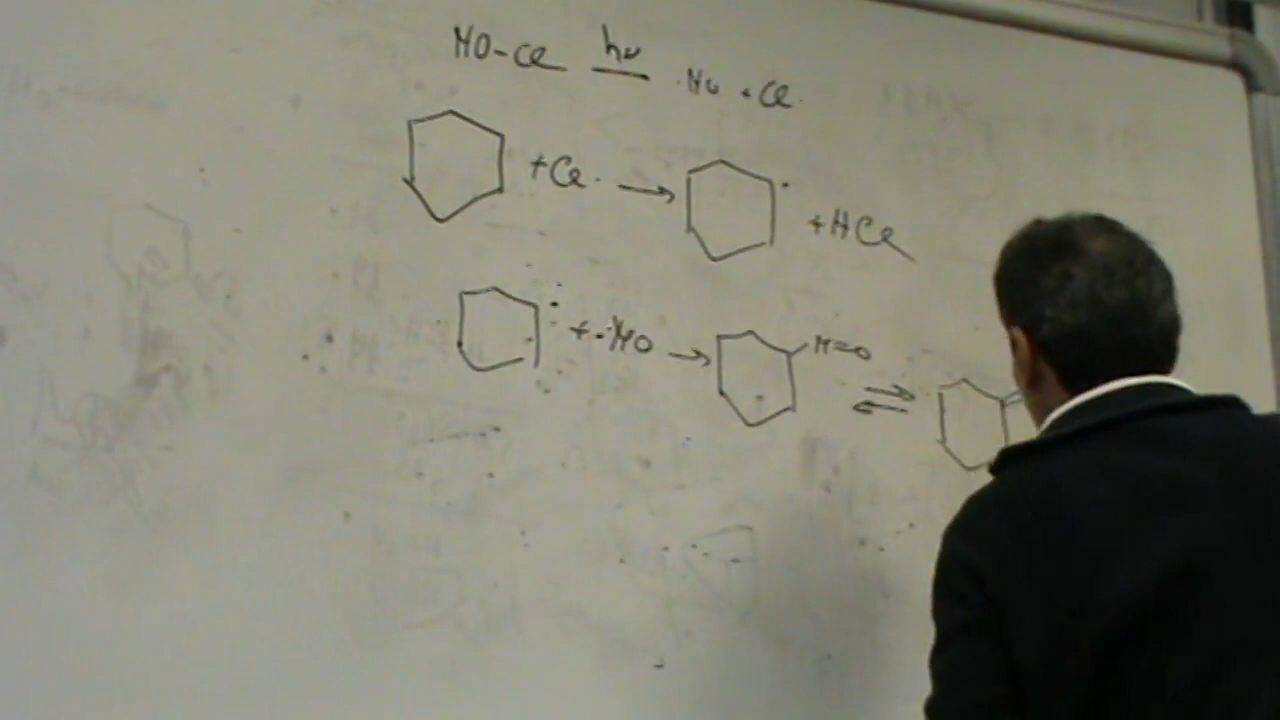 NO-Cl hν ·NO + Cl·
+ Cl· → · + HCl
+ ·NO → N=O ⇌